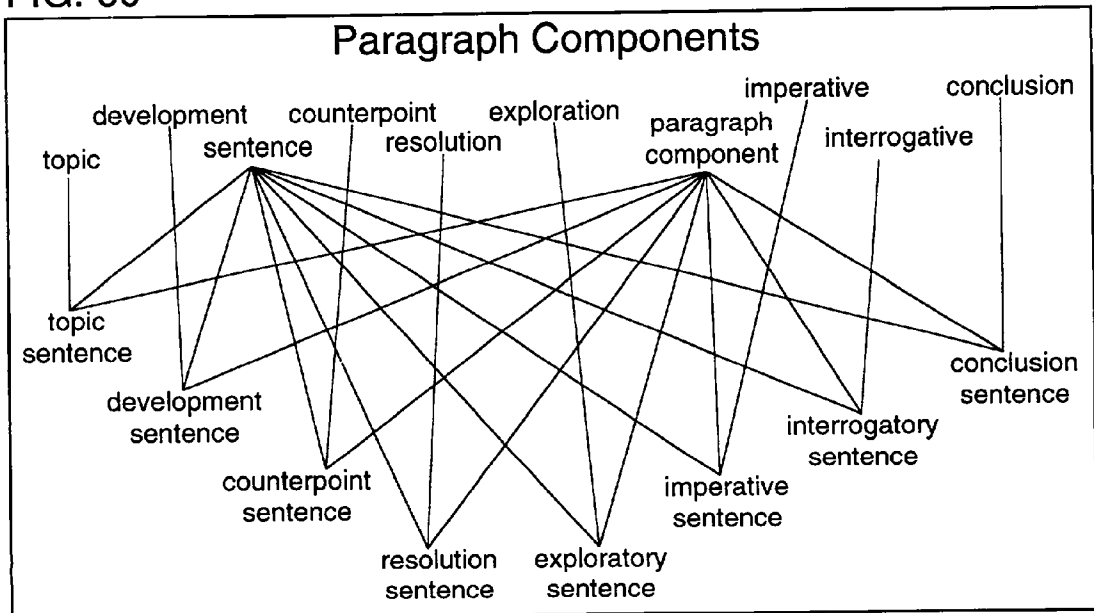 FIG.
Paragraph Components
development
counterpoint
exploration
imperative
conclusion
topic
sentence
resolution
paragraph
component
interrogative
topic
sentence
development
sentence
counterpoint
sentence
resolution
sentence
exploratory
sentence
imperative
sentence
interrogatory
sentence
conclusion
sentence